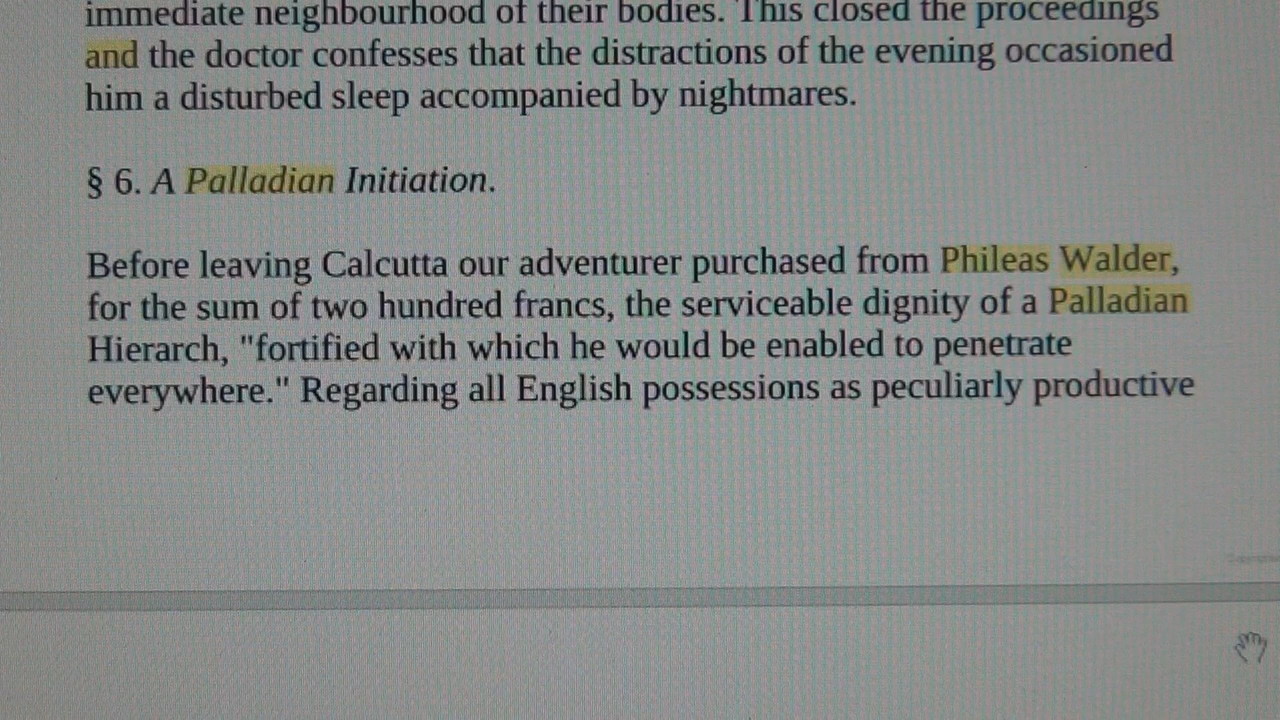 immediate neighbourhood of their bodies. This closed the proceedings
and the doctor confesses that the distractions of the evening occasioned
him a disturbed sleep accompanied by nightmares.
§ 6. A Palladian Initiation.
Before leaving Calcutta our adventurer purchased from Phileas Walder,
for the sum of two hundred francs, the serviceable dignity of a Palladian
Hierarch, "fortified with which he would be enabled to penetrate
everywhere." Regarding all English possessions as peculiarly productive